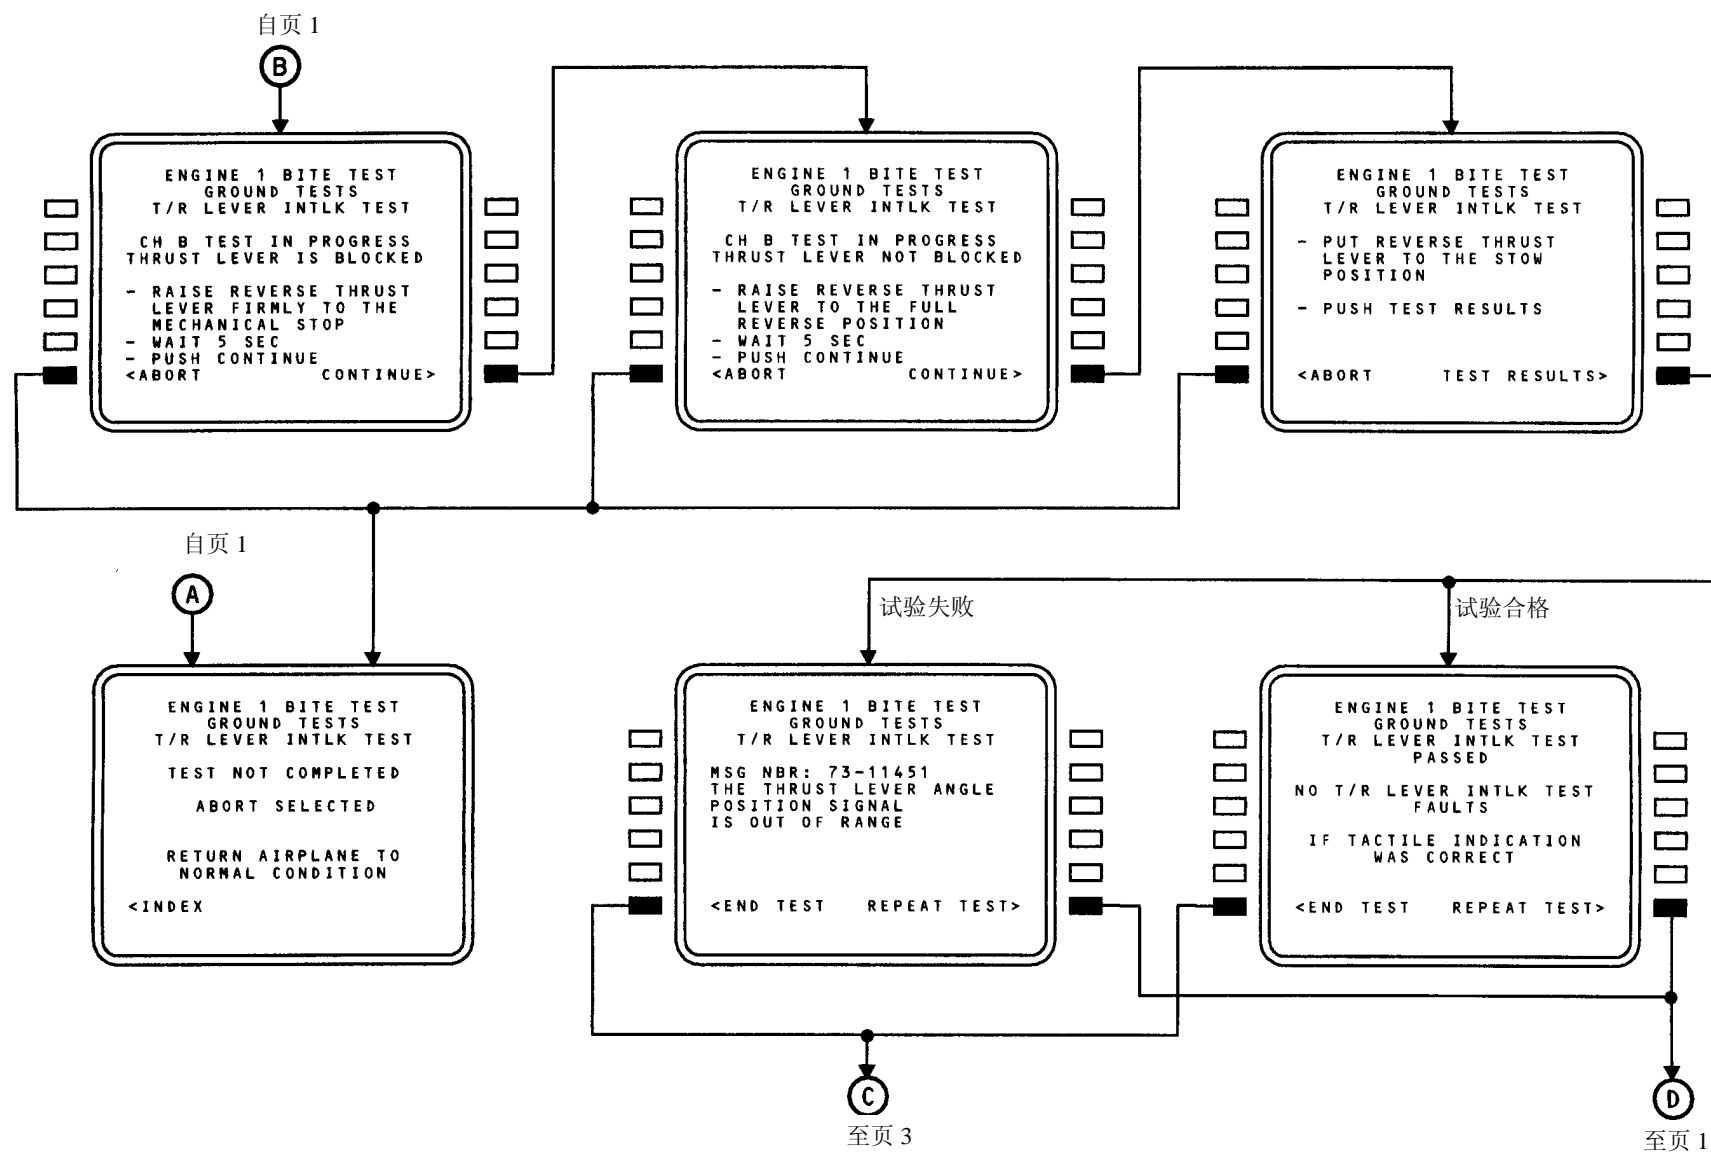 自页 1
B
ENGINE 1 BITE TEST
GROUND TESTS
T/R LEVER INTLK TEST
CH B TEST IN PROGRESS
THRUST LEVER IS BLOCKED
- RAISE REVERSE THRUST
LEVER FIRMLY TO THE
MECHANICAL STOP
- WAIT 5 SEC
- PUSH CONTINUE
<ABORT CONTINUE>
ENGINE 1 BITE TEST
GROUND TESTS
T/R LEVER INTLK TEST
CH B TEST IN PROGRESS
THRUST LEVER NOT BLOCKED
- RAISE REVERSE THRUST
LEVER TO THE FULL
REVERSE POSITION
- WAIT 5 SEC
- PUSH CONTINUE
<ABORT CONTINUE>
ENGINE 1 BITE TEST
GROUND TESTS
T/R LEVER INTLK TEST
- PUT REVERSE THRUST
LEVER TO THE STOW
POSITION
- PUSH TEST RESULTS
<ABORT TEST RESULTS>
自页 1
A
ENGINE 1 BITE TEST
GROUND TESTS
T/R LEVER INTLK TEST
TEST NOT COMPLETED
ABORT SELECTED
RETURN AIRPLANE TO
NORMAL CONDITION
<INDEX
试验失败
ENGINE 1 BITE TEST
GROUND TESTS
T/R LEVER INTLK TEST
MSG NBR: 73-11451
THE THRUST LEVER ANGLE
POSITION SIGNAL
IS OUT OF RANGE
<END TEST REPEAT TEST>
试验合格
ENGINE 1 BITE TEST
GROUND TESTS
T/R LEVER INTLK TEST
PASSED
NO T/R LEVER INTLK TEST
FAULTS
IF TACTILE INDICATION
WAS CORRECT
<END TEST REPEAT TEST>
C
至页 3
D
至页 1